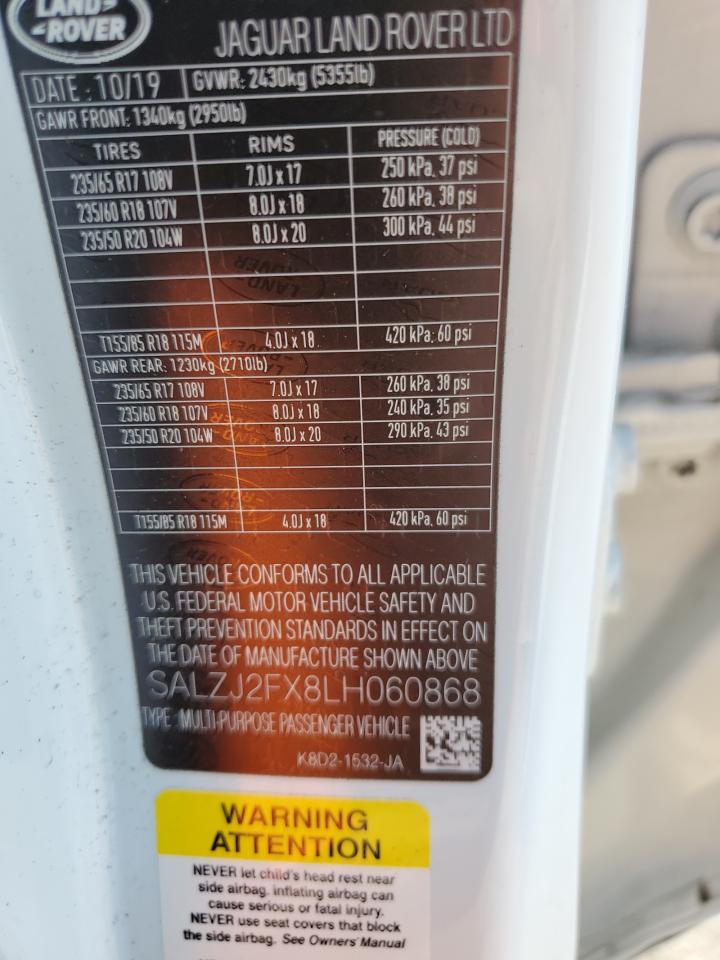 LAND-
-ROVER
JAGUAR LAND ROVER LTD
DATE : 10/19 GVWR: 2430kg (5355lb)
GAWR FRONT: 1340kg (2950lb)
TIRES RIMS PRESSURE (COLD)
235/65 R17 108V 7.0J x 17 250 kPa, 37 psi
235/60 R18 107V 8.0J x 18 260 kPa, 38 psi
235/50 R20 104W 8.0J x 20 300 kPa, 44 psi
T155/85 R18 115M 4.0J x 18 420 kPa; 60 psi
GAWR REAR: 1230kg (2710lb)
235/65 R17 108V 7.0J x 17 260 kPa, 38 psi
235/60 R18 107V 8.0J x 18 240 kPa, 35 psi
235/50 R20 104W 8.0J x 20 290 kPa, 43 psi
T155/85 R18 115M 4.0J x 18 420 kPa, 60 psi
THIS VEHICLE CONFORMS TO ALL APPLICABLE
U.S. FEDERAL MOTOR VEHICLE SAFETY AND
THEFT PREVENTION STANDARDS IN EFFECT ON
THE DATE OF MANUFACTURE SHOWN ABOVE
SALZJ2FX8LH060868
TYPE : MULTI-PURPOSE PASSENGER VEHICLE
K8D2-1532-JA
WARNING
ATTENTION
NEVER let child's head rest near
side airbag, inflating airbag can
cause serious or fatal injury.
NEVER use seat covers that block
the side airbag. See Owners Manual